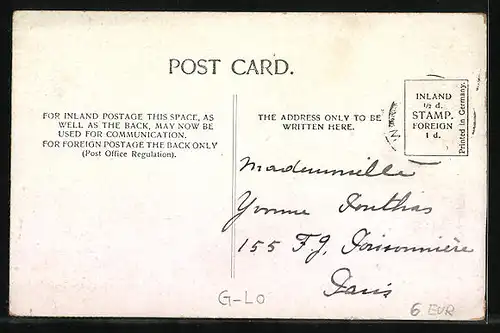 POST CARD.
FOR INLAND POSTAGE THIS SPACE, AS
WELL AS THE BACK, MAY NOW BE
USED FOR COMMUNICATION.
FOR FOREIGN POSTAGE THE BACK ONLY
(Post Office Regulation).
THE ADDRESS ONLY TO BE
WRITTEN HERE.
INLAND
½ d.
STAMP.
FOREIGN
1 d.
Printed in Germany.
Mademoiselle
Yvonne
155 Fg. Poissonnière
Paris
G-LO
6 EUR